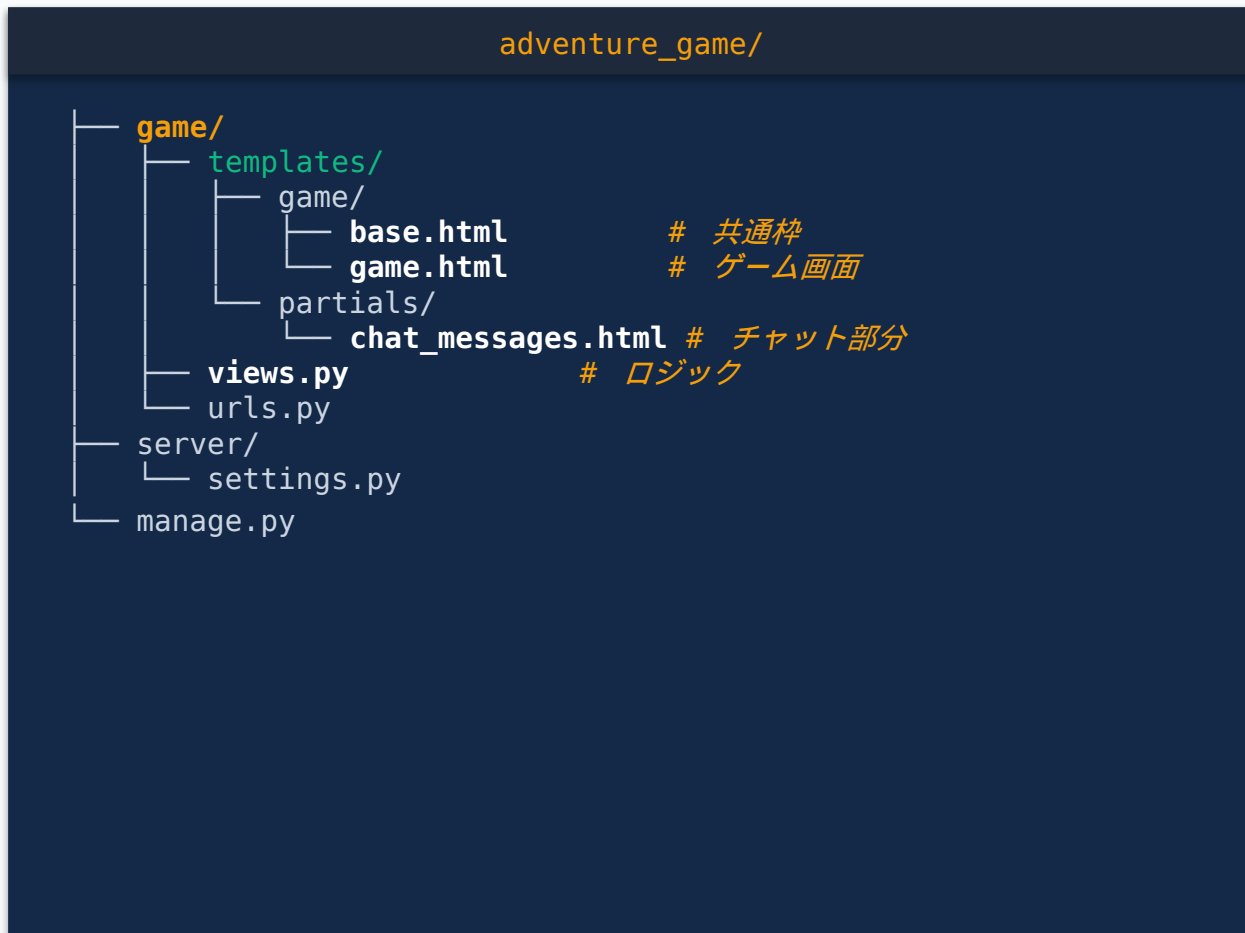 adventure_game/
├── game/
│   ├── templates/
│   │   ├── game/
│   │   │   ├── base.html         # 共通枠
│   │   │   └── game.html         # ゲーム画面
│   │   └── partials/
│   │       └── chat_messages.html # チャット部分
│   ├── views.py             # ロジック
│   └── urls.py
├── server/
│   └── settings.py
└── manage.py